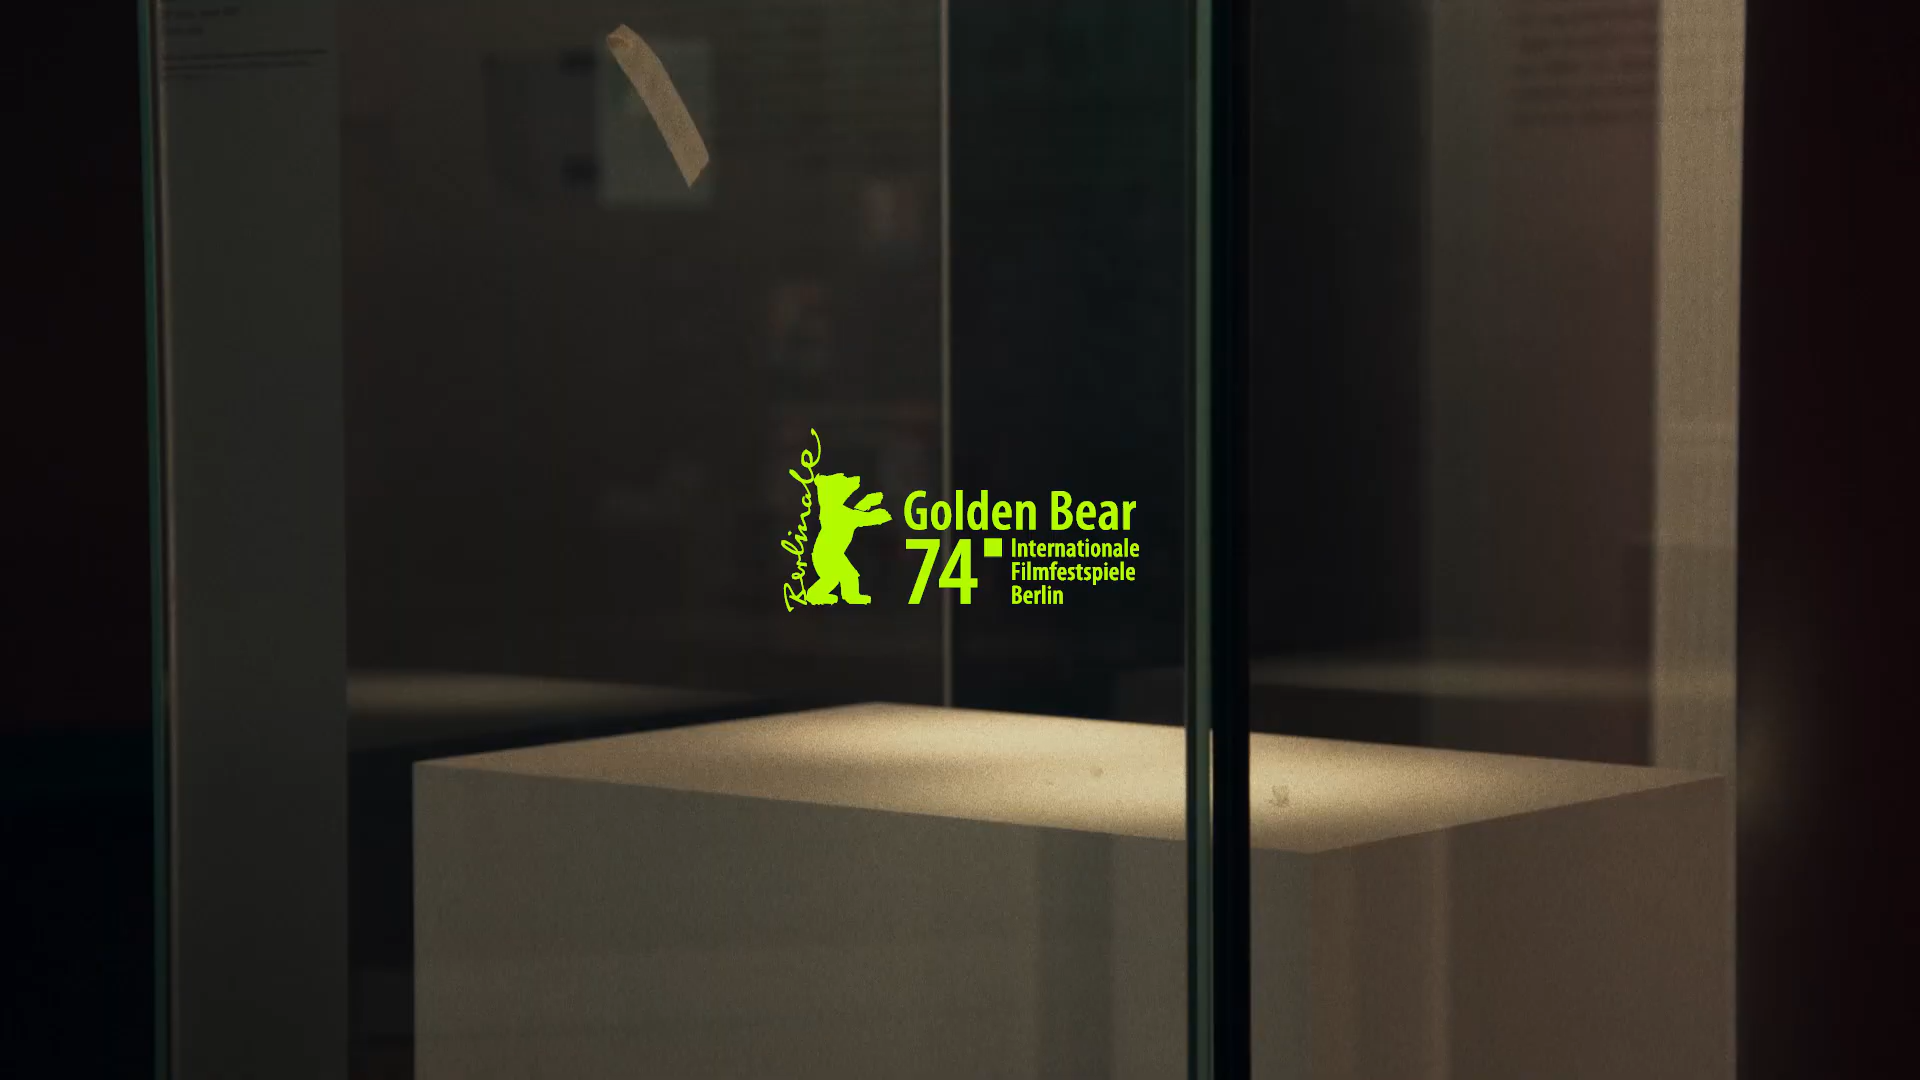 Berlinale
Golden Bear
74
Internationale
Filmfestspiele
Berlin